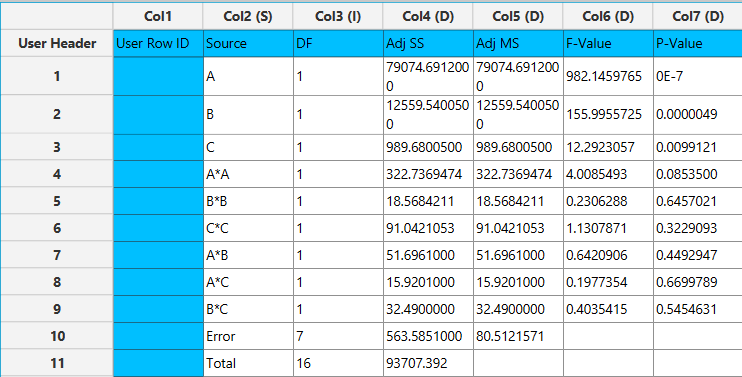 Col1 Col2 (S) Col3 (I) Col4 (D) Col5 (D) Col6 (D) Col7 (D)
User Header User Row ID Source DF Adj SS Adj MS F-Value P-Value
1 A 1 79074.6912000 79074.6912000 982.1459765 0E-7
2 B 1 12559.5400500 12559.5400500 155.9955725 0.0000049
3 C 1 989.6800500 989.6800500 12.2923057 0.0099121
4 A*A 1 322.7369474 322.7369474 4.0085493 0.0853500
5 B*B 1 18.5684211 18.5684211 0.2306288 0.6457021
6 C*C 1 91.0421053 91.0421053 1.1307871 0.3229093
7 A*B 1 51.6961000 51.6961000 0.6420906 0.4492947
8 A*C 1 15.9201000 15.9201000 0.1977354 0.6699789
9 B*C 1 32.4900000 32.4900000 0.4035415 0.5454631
10 Error 7 563.5851000 80.5121571
11 Total 16 93707.392